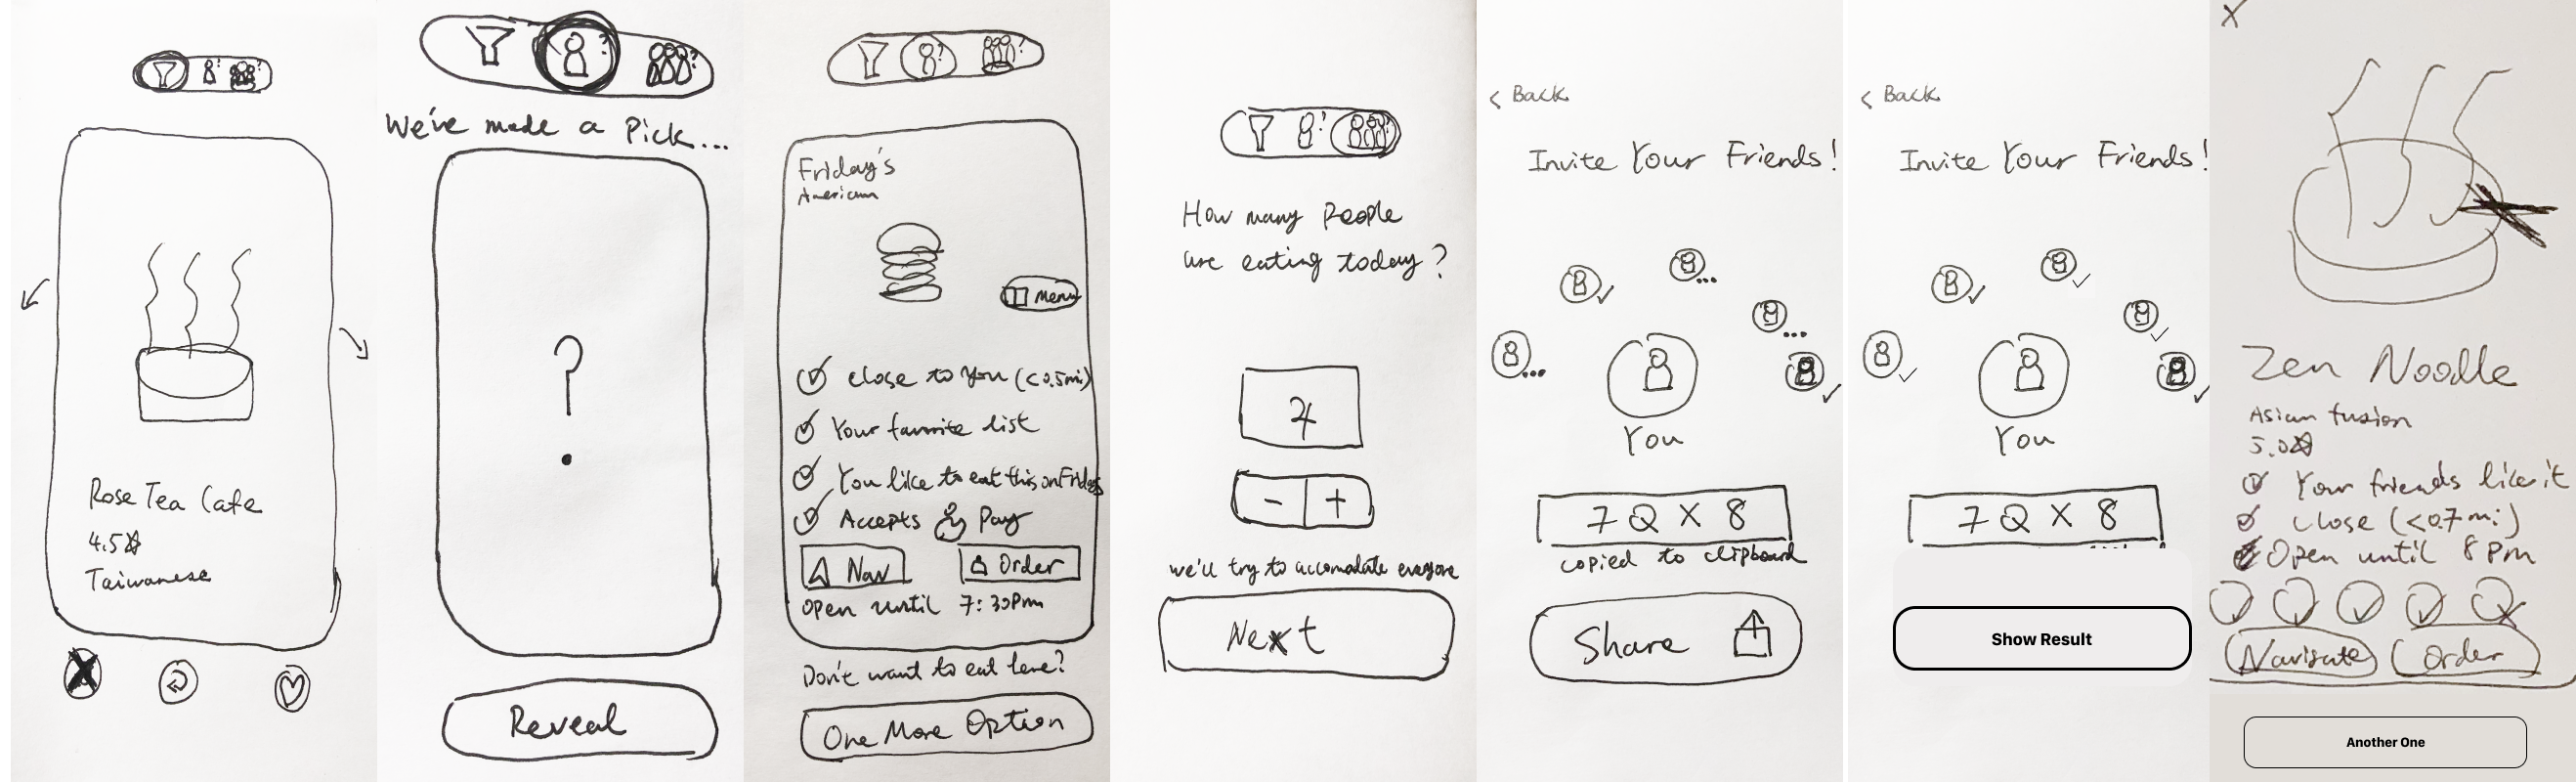 Rose Tea Cafe
4.5☆
Taiwanese
We've made a Pick...
?
Reveal
Friday's
American
Menu
close to you (<0.5mi)
Your favorite list
You like to eat this on Fridays
Accepts Pay
Nav
Order
Open until 7:30pm
Don't want to eat here?
One More Option
How many people
are eating today?
- +
we'll try to accomodate everyone
Next
< Back
Invite Your Friends!
You
7QX8
copied to clipboard
Share
< Back
Invite Your Friends!
You
7QX8
Show Result
X
Zen Noodle
Asian fusion
5.0☆
Your friends like it
close (<0.7mi)
Open until 8pm
Navigate
Order
Another One